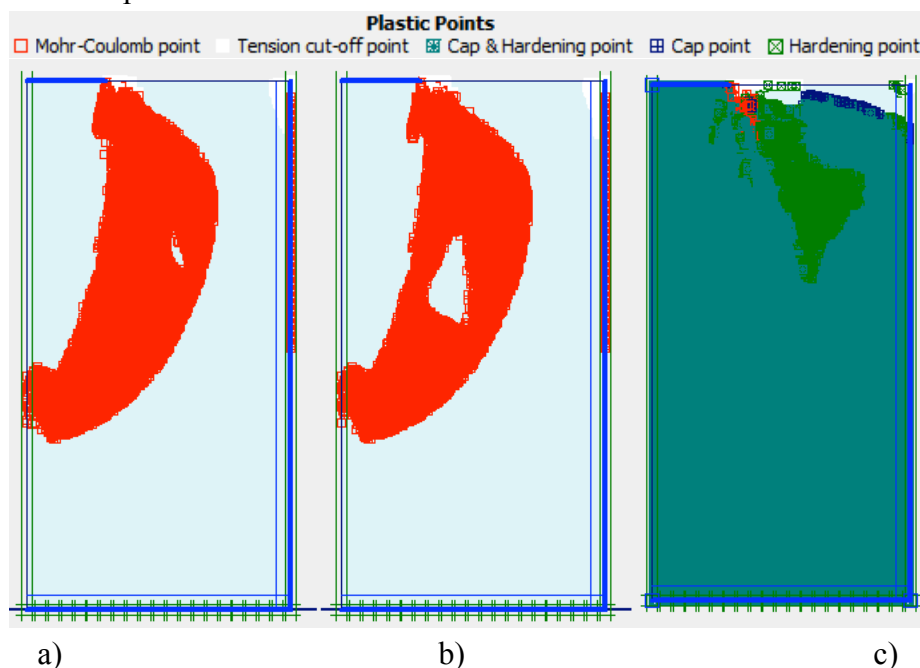 Plastic Points
Mohr-Coulomb point Tension cut-off point Cap & Hardening point Cap point Hardening point
a) b) c)